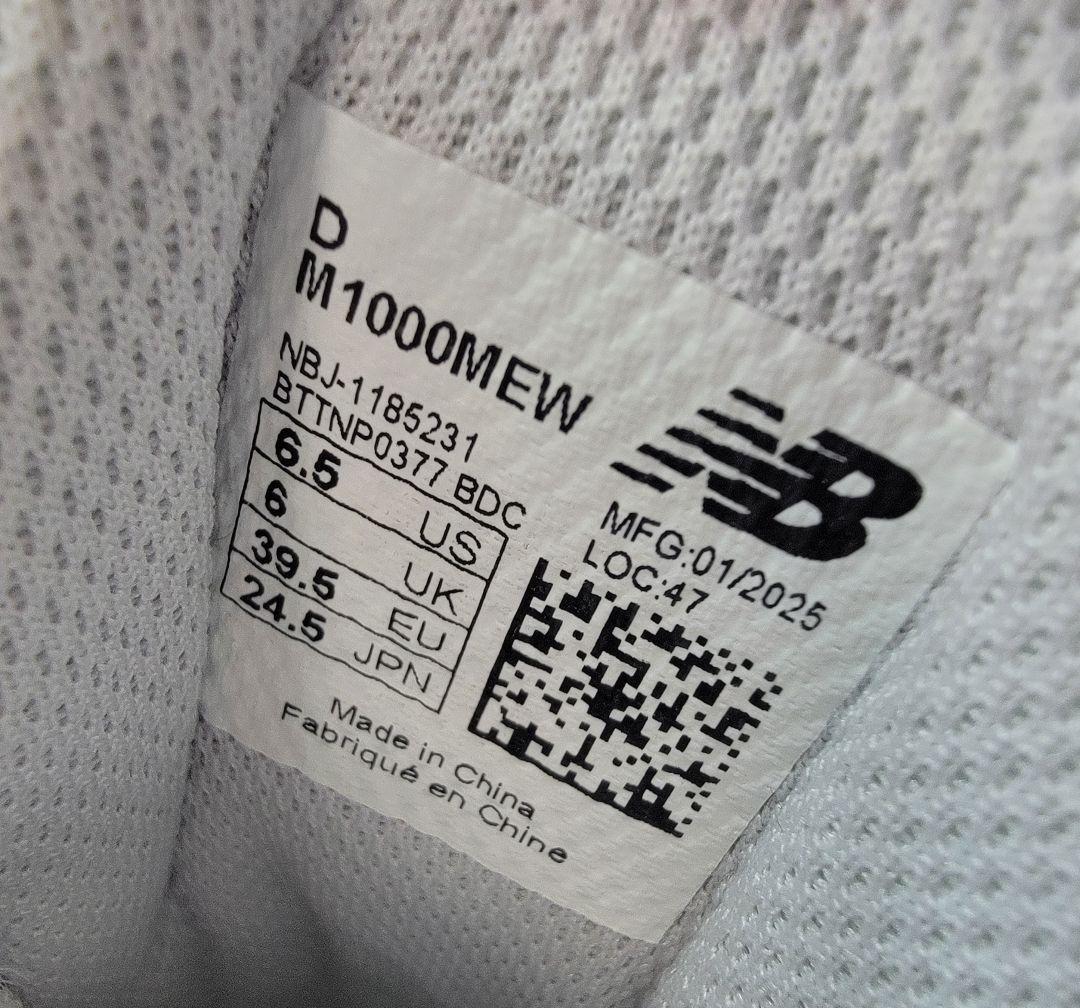 D
M1000MEW
NBJ-1185231
BTTNP0377 BDC
6.5 US
6 UK
39.5 EU
24.5 JPN
Made in China
Fabriqué en Chine
NB
MFG:01/2025
LOC:47